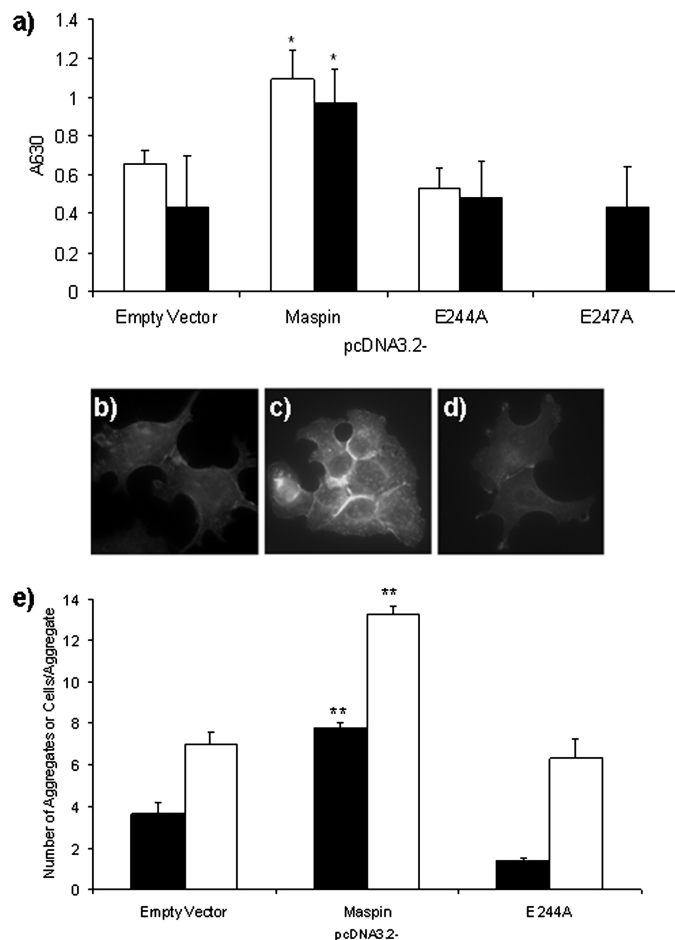 a)
1.4
1.2
1
0.8
0.6
0.4
0.2
0
A630
*
*
Empty Vector Maspin E244A E247A
pcDNA3.2-
b) c) d)
e)
14
12
10
8
6
4
2
0
Number of Aggregates or Cells/Aggregate
**
**
Empty Vector Maspin E244A
pcDNA3.2-